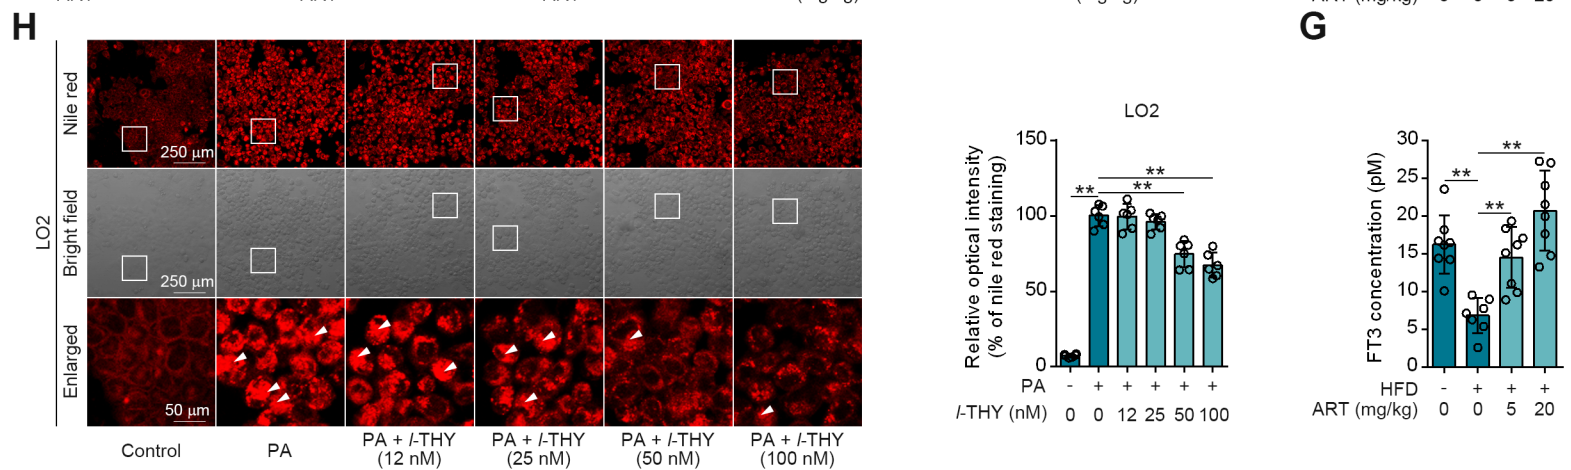 H
LO2
Nile red
250 μm
Bright field
250 μm
Enlarged
50 μm
Control
PA
PA + l-THY
(12 nM)
PA + l-THY
(25 nM)
PA + l-THY
(50 nM)
PA + l-THY
(100 nM)
LO2
Relative optical intensity
(% of nile red staining)
150
100
50
0
** ** **
PA - + + + + +
l-THY (nM) 0 0 12 25 50 100
G
FT3 concentration (pM)
30
25
20
15
10
5
0
** ** **
HFD - + + +
ART (mg/kg) 0 0 5 20